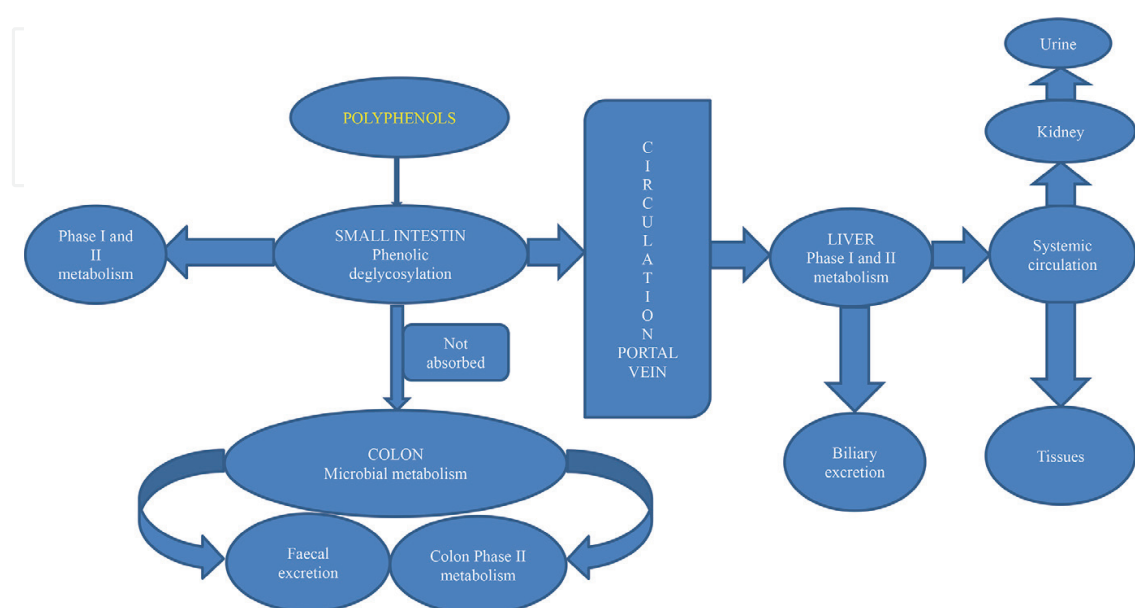 Urine
POLYPHENOLS
Kidney
CIRCULATION
PORTAL
VEIN
Phase I and
II
metabolism
SMALL INTESTIN
Phenolic
deglycosylation
LIVER
Phase I and II
metabolism
Systemic
circulation
Not
absorbed
COLON
Microbial metabolism
Biliary
excretion
Tissues
Faecal
excretion
Colon Phase II
metabolism